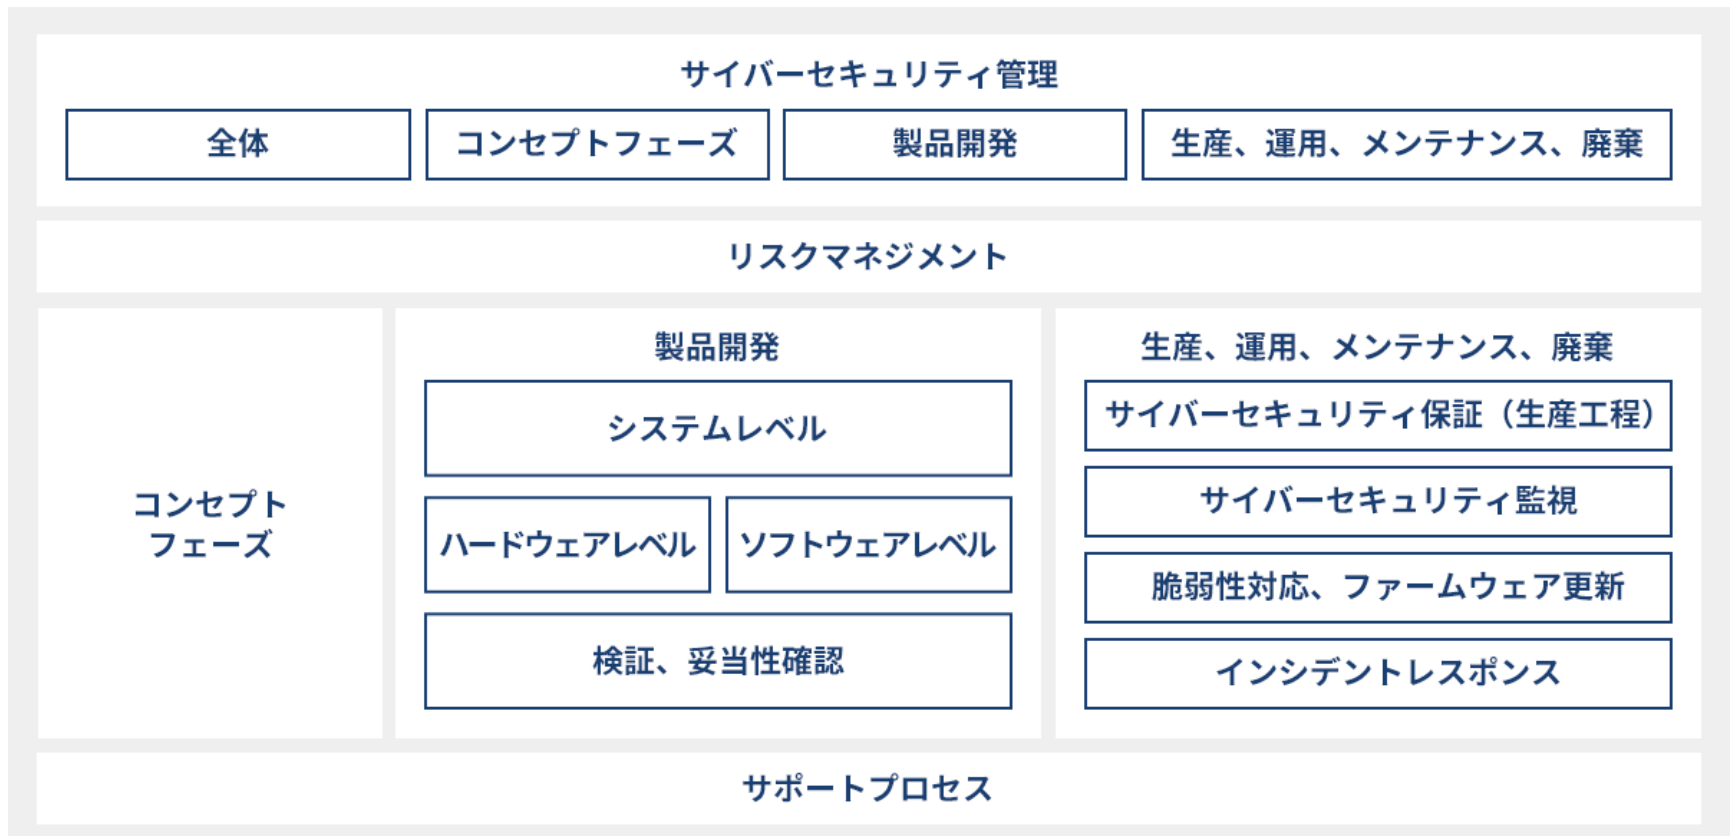 サイバーセキュリティ管理
全体
コンセプトフェーズ
製品開発
生産、運用、メンテナンス、廃棄
リスクマネジメント
コンセプト
フェーズ
製品開発
システムレベル
ハードウェアレベル
ソフトウェアレベル
検証、妥当性確認
生産、運用、メンテナンス、廃棄
サイバーセキュリティ保証（生産工程）
サイバーセキュリティ監視
脆弱性対応、ファームウェア更新
インシデントレスポンス
サポートプロセス